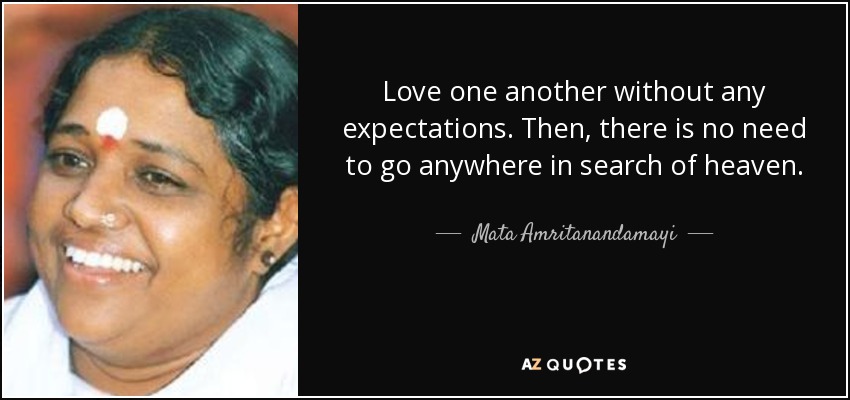 Love one another without any
expectations. Then, there is no need
to go anywhere in search of heaven.
Mata Amritanandamayi
AZ QUOTES